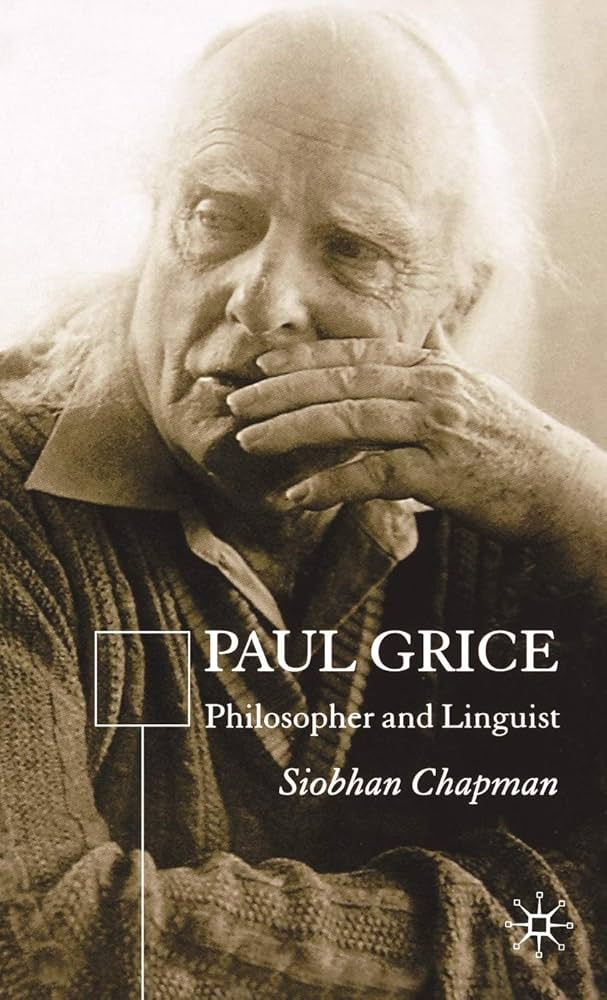 PAUL GRICE
Philosopher and Linguist
Siobhan Chapman